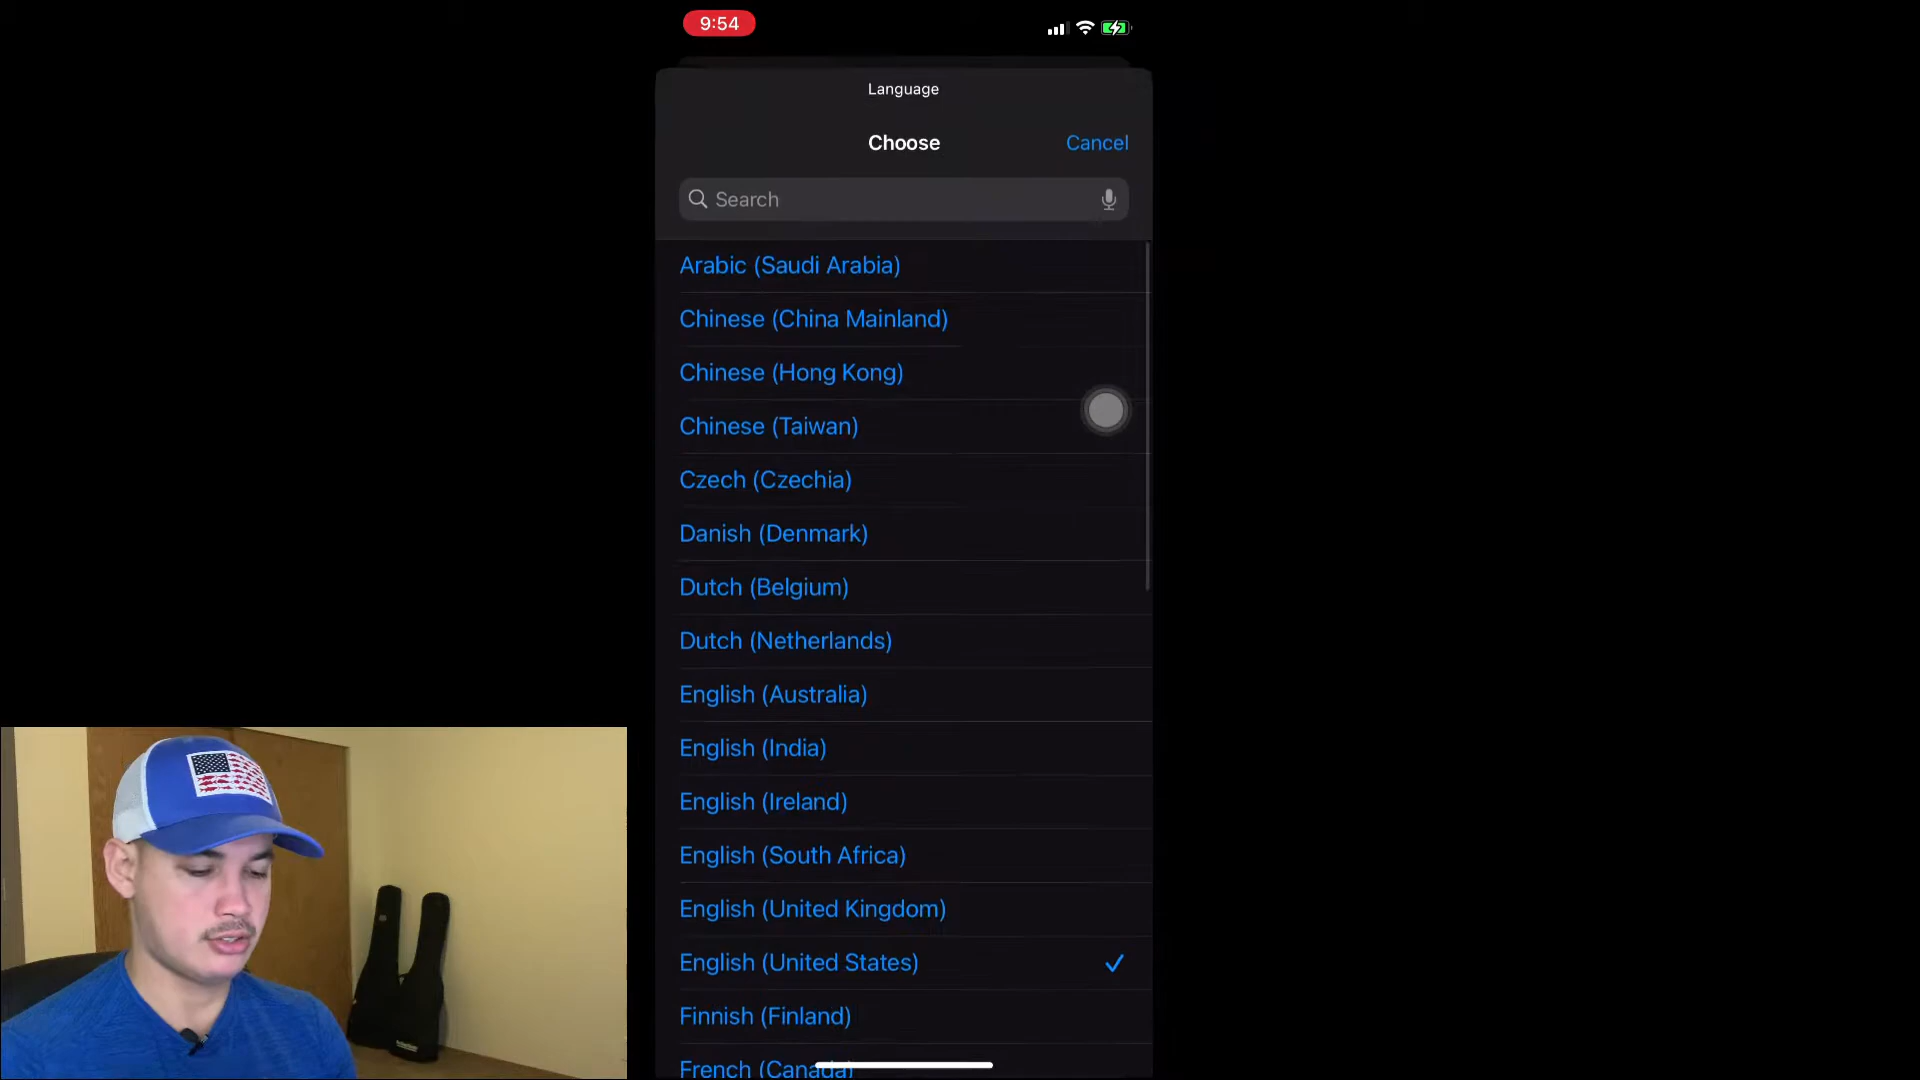 9:54
Language
Choose
Cancel
Search
Arabic (Saudi Arabia)
Chinese (China Mainland)
Chinese (Hong Kong)
Chinese (Taiwan)
Czech (Czechia)
Danish (Denmark)
Dutch (Belgium)
Dutch (Netherlands)
English (Australia)
English (India)
English (Ireland)
English (South Africa)
English (United Kingdom)
English (United States)
Finnish (Finland)
French (Canada)